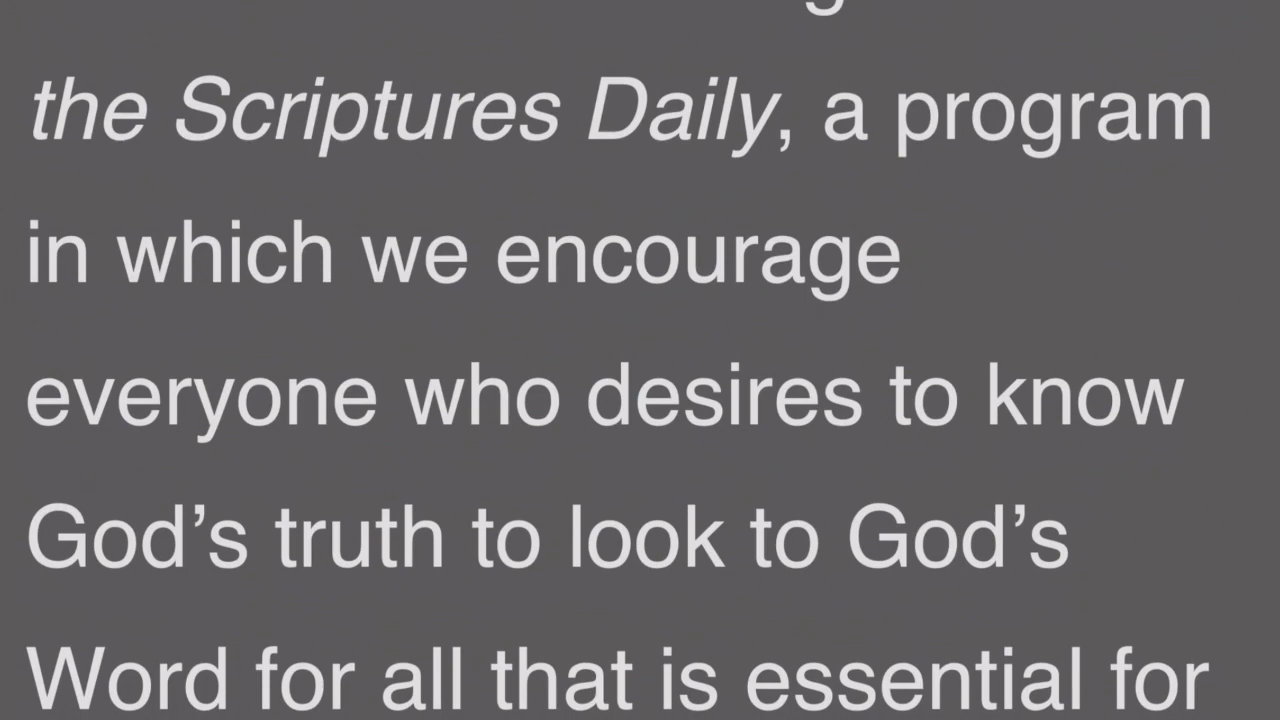 the Scriptures Daily, a program
in which we encourage
everyone who desires to know
God’s truth to look to God’s
Word for all that is essential for